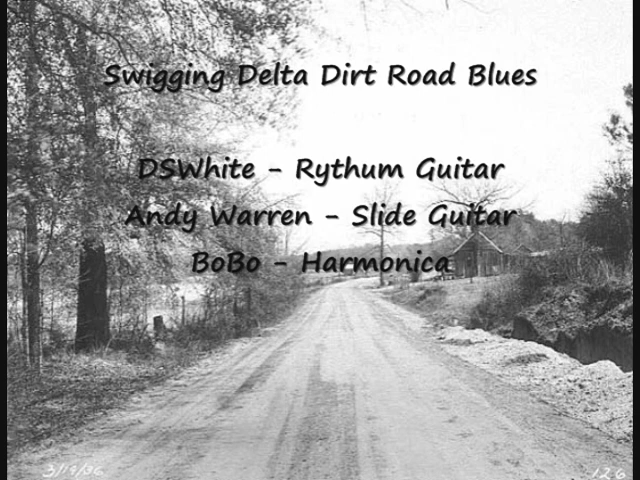 Swigging Delta Dirt Road Blues
DSWhite - Rythum Guitar
Andy Warren - Slide Guitar
BoBo - Harmonica
3/19/36
126